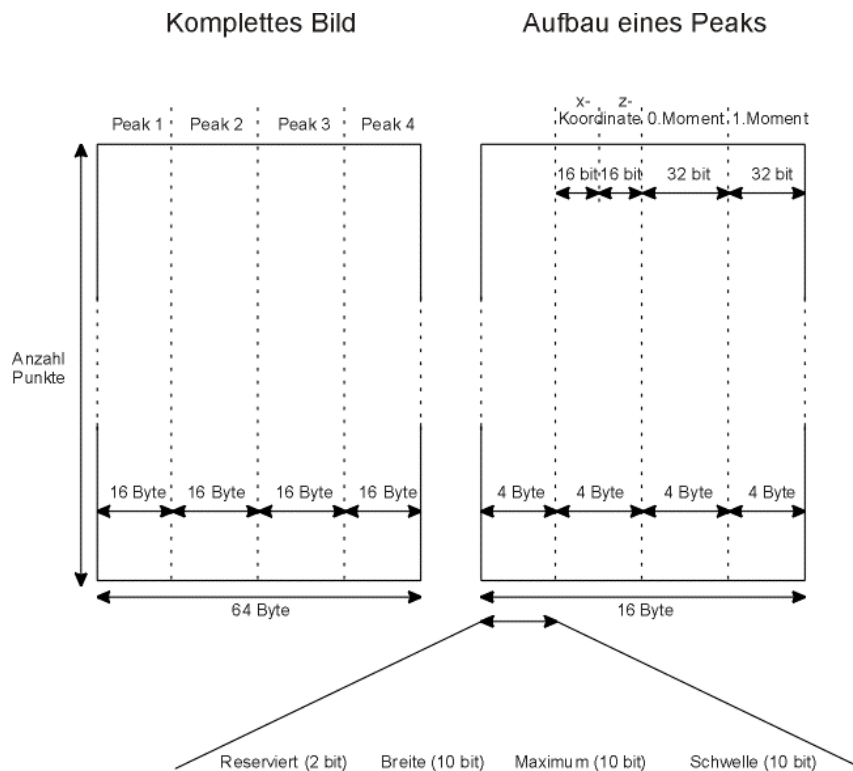 Komplettes Bild
Aufbau eines Peaks
Peak 1 Peak 2 Peak 3 Peak 4
x- z-
Koordinate 0.Moment 1.Moment
16 bit 16 bit 32 bit 32 bit
Anzahl
Punkte
16 Byte 16 Byte 16 Byte 16 Byte
4 Byte 4 Byte 4 Byte 4 Byte
64 Byte
16 Byte
Reserviert (2 bit) Breite (10 bit) Maximum (10 bit) Schwelle (10 bit)